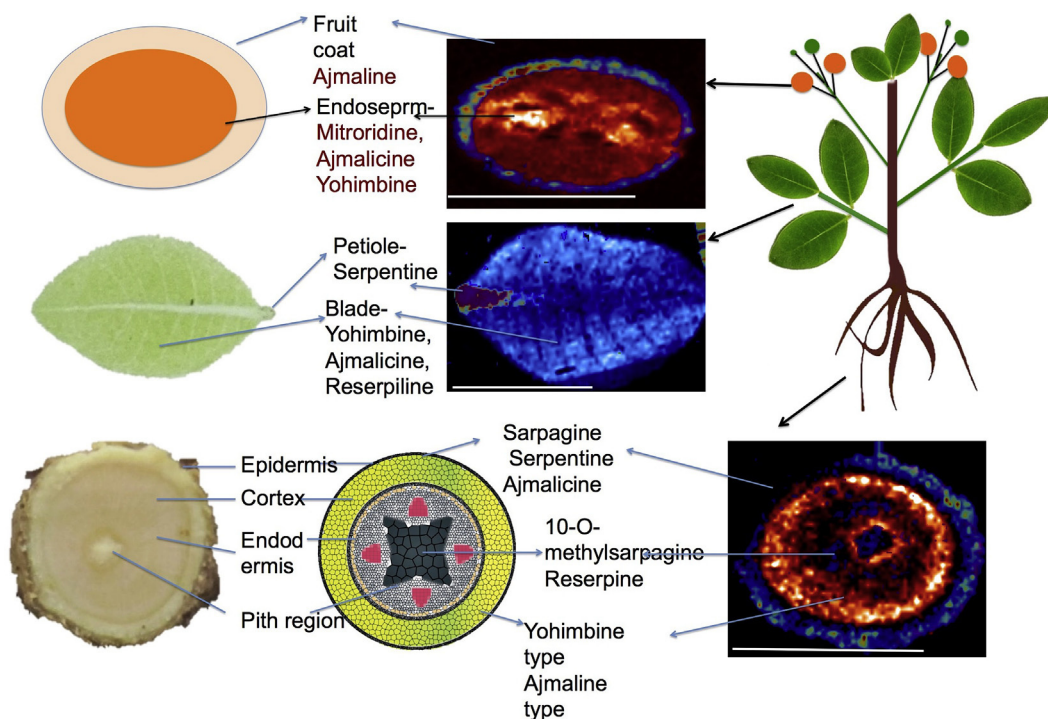 Fruit
coat
Ajmaline
Endoseprm-
Mitroridine,
Ajmalicine
Yohimbine
Petiole-
Serpentine
Blade-
Yohimbine,
Ajmalicine,
Reserpiline
Epidermis
Cortex
Endod
ermis
Pith region
Sarpagine
Serpentine
Ajmalicine
10-O-
methylsarpagine
Reserpine
Yohimbine
type
Ajmaline
type